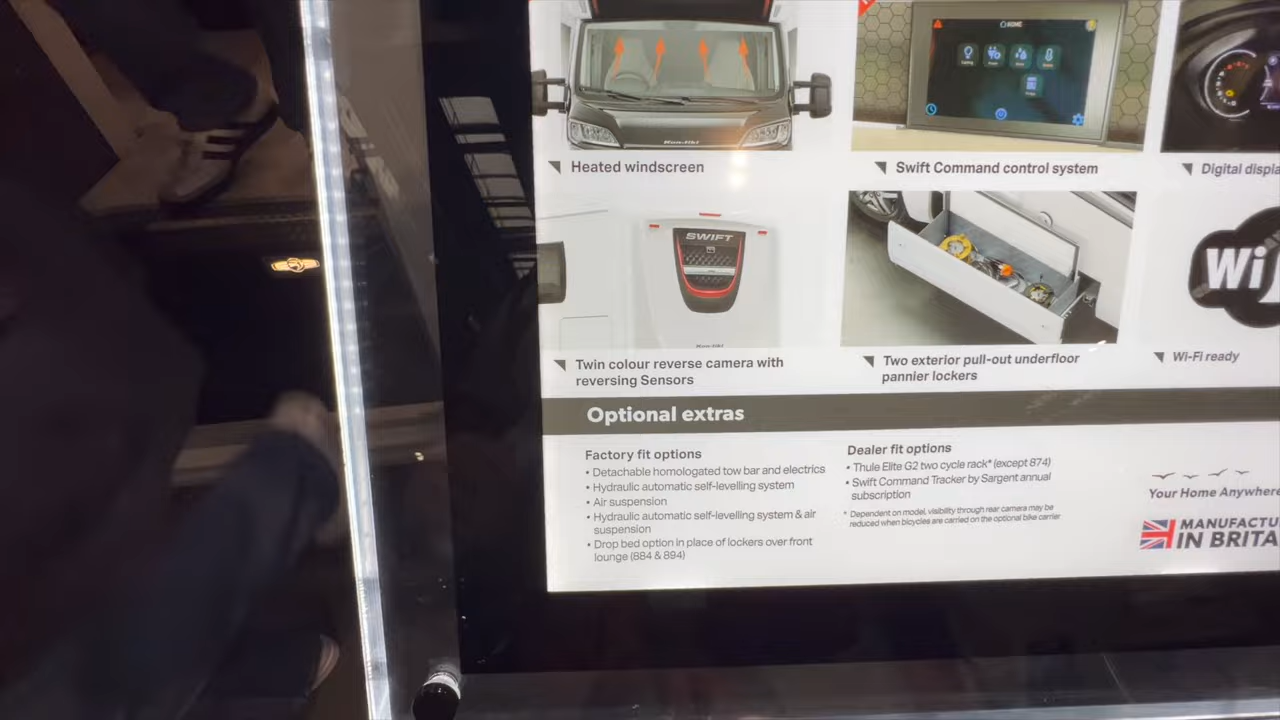 HOME
Kon-Tiki
Heated windscreen
Swift Command control system
Digital displa
SWIFT
Kon-Tiki
Wi
Twin colour reverse camera with
reversing Sensors
Two exterior pull-out underfloor
pannier lockers
Wi-Fi ready
Optional extras
Factory fit options
• Detachable homologated tow bar and electrics
• Hydraulic automatic self-levelling system
• Air suspension
• Hydraulic automatic self-levelling system & air
suspension
• Drop bed option in place of lockers over front
lounge (884 & 894)
Dealer fit options
• Thule Elite G2 two cycle rack* (except 874)
• Swift Command Tracker by Sargent annual
subscription
* Dependent on model, visibility through rear camera may be
reduced when bicycles are carried on the optional bike carrier
Your Home Anywhere
MANUFACTU
IN BRITA